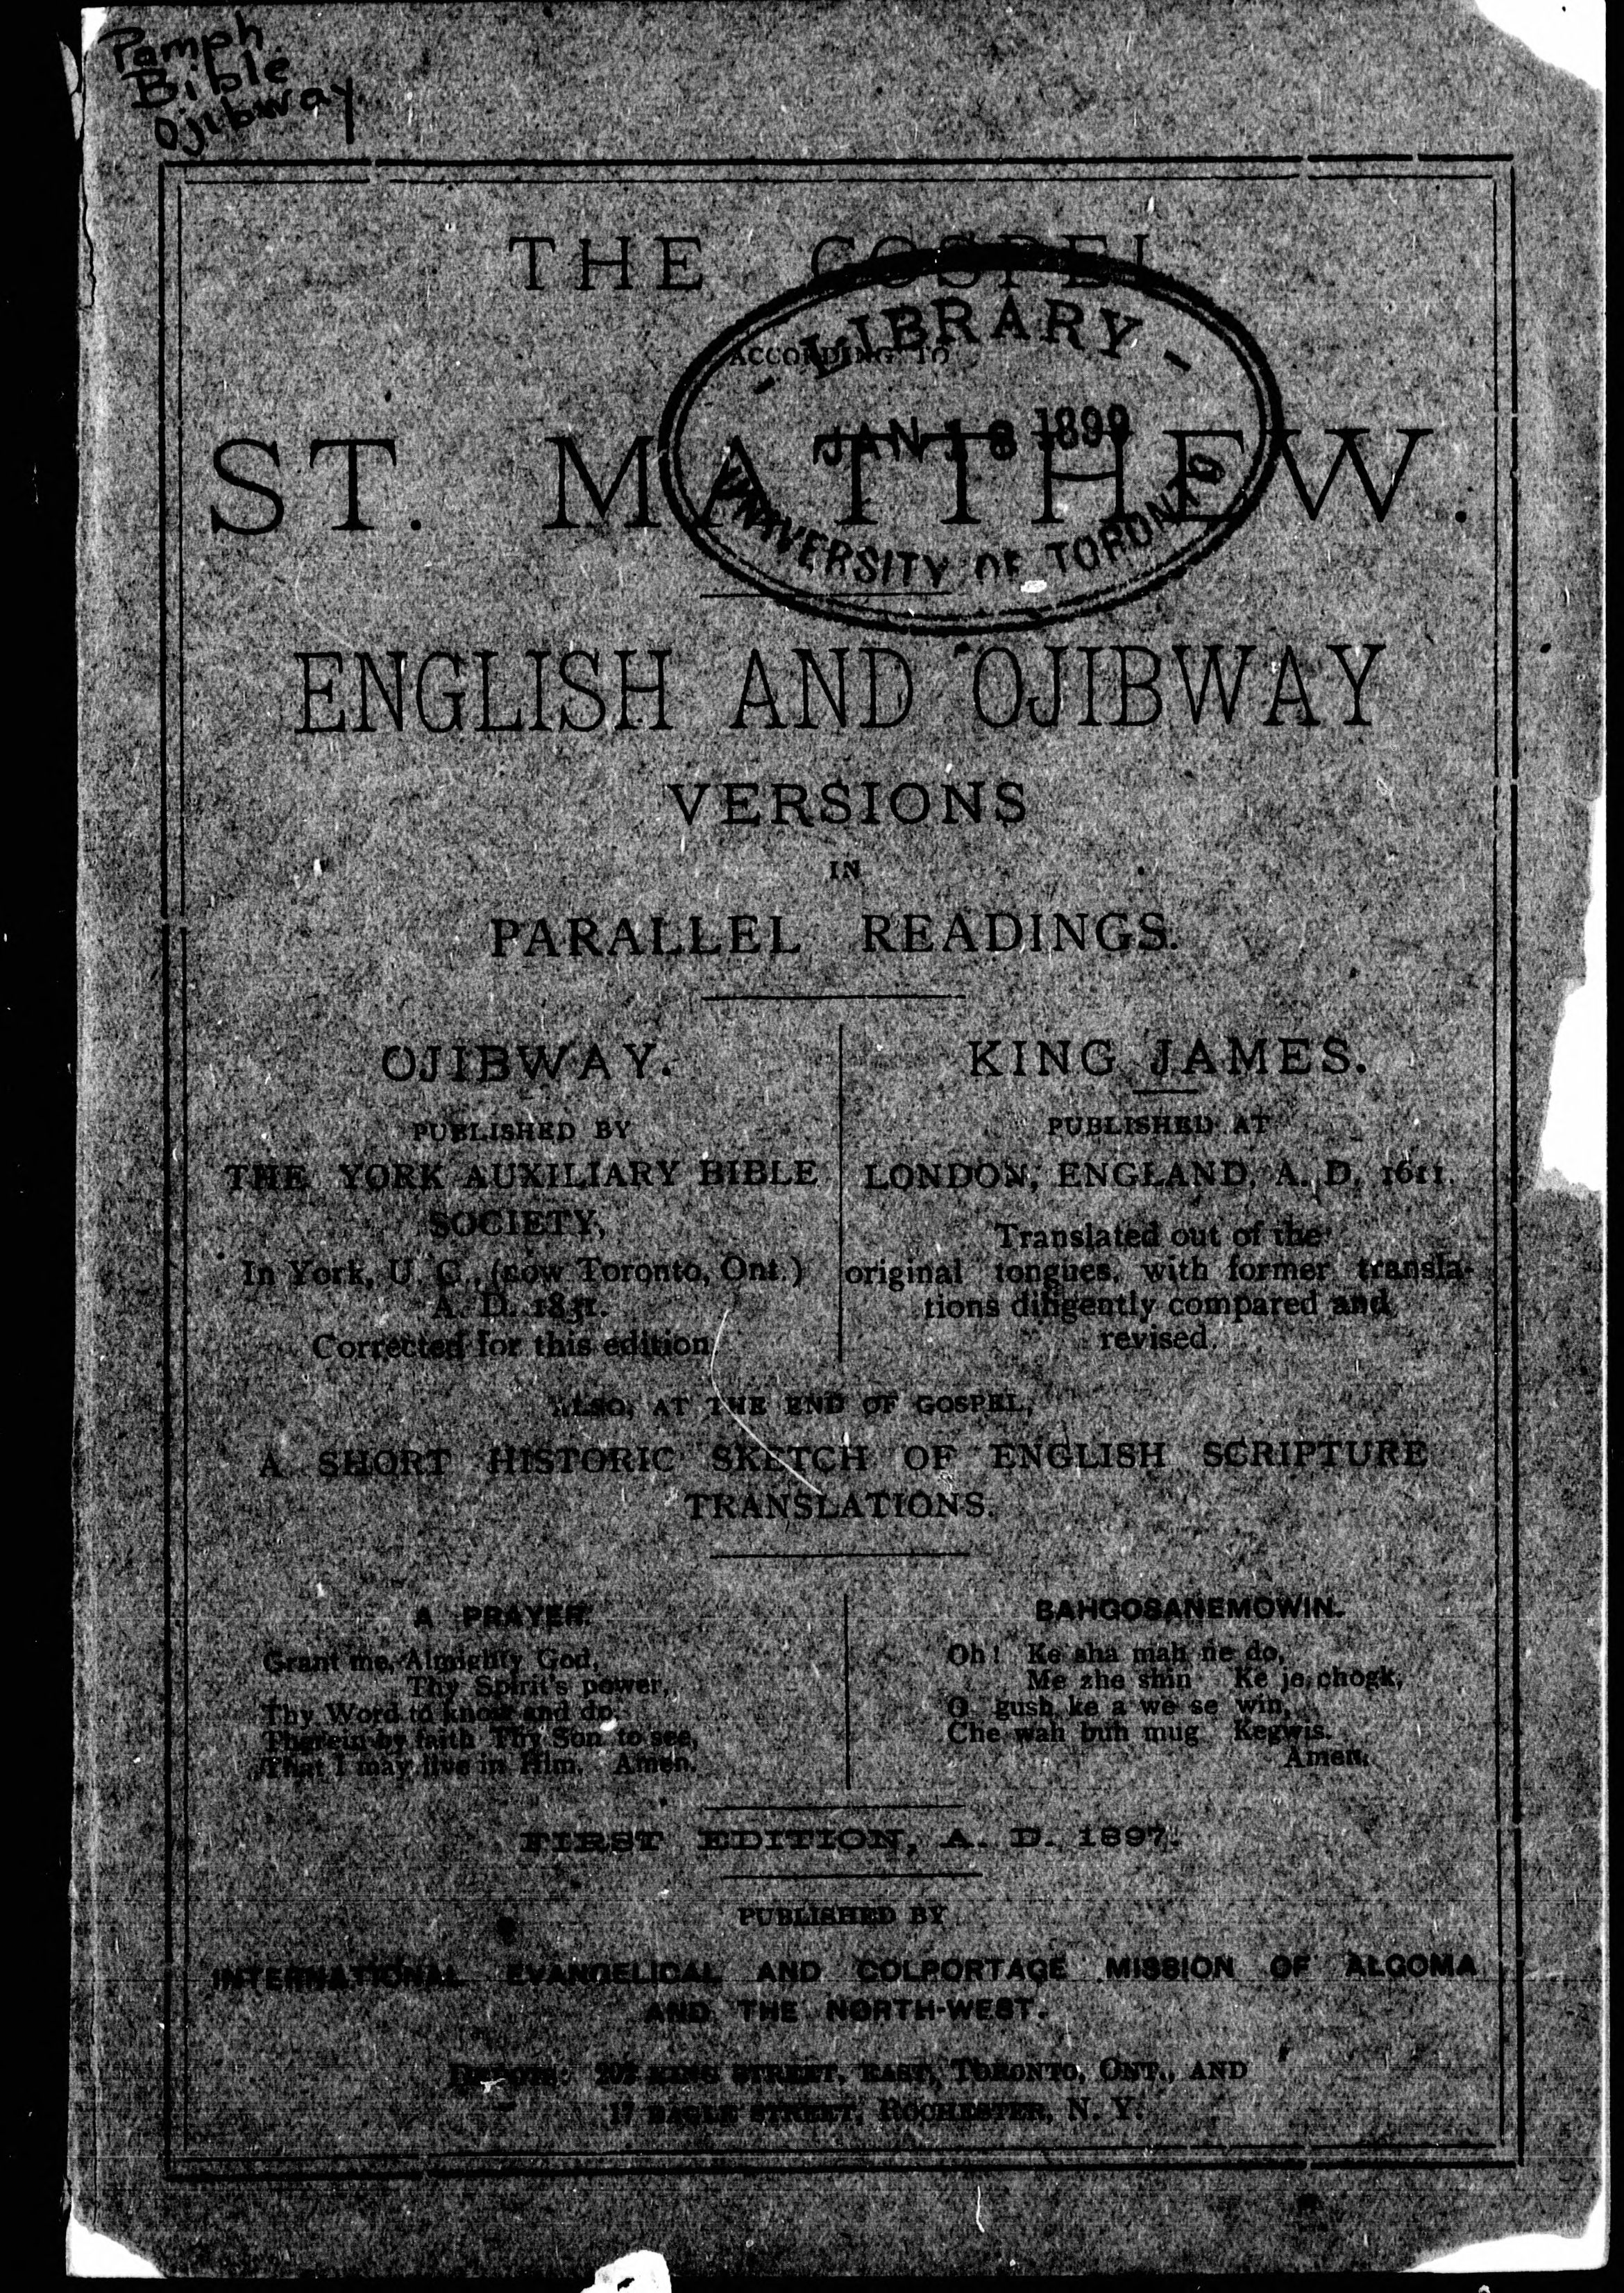 Pamph
Bible
Ojibway
THE GOSPEL
ACCORDING TO
ST. MATTHEW.
- LIBRARY -
JAN 18 1899
UNIVERSITY OF TORONTO
ENGLISH AND OJIBWAY
VERSIONS
IN
PARALLEL READINGS.
OJIBWAY.
PUBLISHED BY
THE YORK AUXILIARY BIBLE
SOCIETY,
In York, U. C., (now Toronto, Ont.)
A. D. 1831.
Corrected for this edition
KING JAMES.
PUBLISHED AT
LONDON, ENGLAND, A. D. 1611.
Translated out of the
original tongues, with former transla-
tions diligently compared and
revised.
ALSO, AT THE END OF GOSPEL,
A SHORT HISTORIC SKETCH OF ENGLISH SCRIPTURE
TRANSLATIONS.
A PRAYER.
Grant me, Almighty God,
Thy Spirit's power,
Thy Word to know and do.
Therein by faith Thy Son to see,
That I may live in Him. Amen.
BAHGOSANEMOWIN.
Oh! Ke sha mah ne do,
Me zhe shin Ke je chogk,
O gush ke a we se win,
Che wah buh mug Kegwis.
Amen.
FIRST EDITION, A. D. 1897.
PUBLISHED BY
INTERNATIONAL EVANGELICAL AND COLPORTAGE MISSION OF ALGOMA
AND THE NORTH-WEST.
DEPOTS: 207 KING STREET, EAST, TORONTO, ONT., AND
17 EAGLE STREET, ROCHESTER, N. Y.